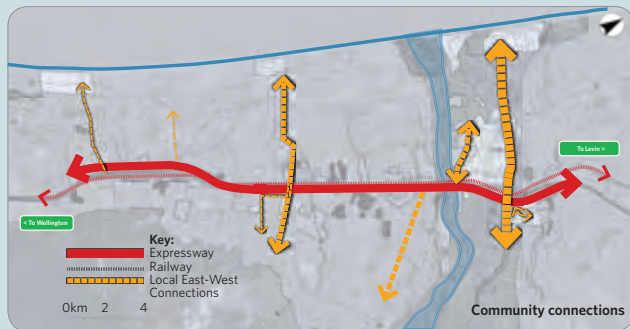 To Levin >
< To Wellington
Key:
Expressway
Railway
Local East-West
Connections
0km 2 4
Community connections